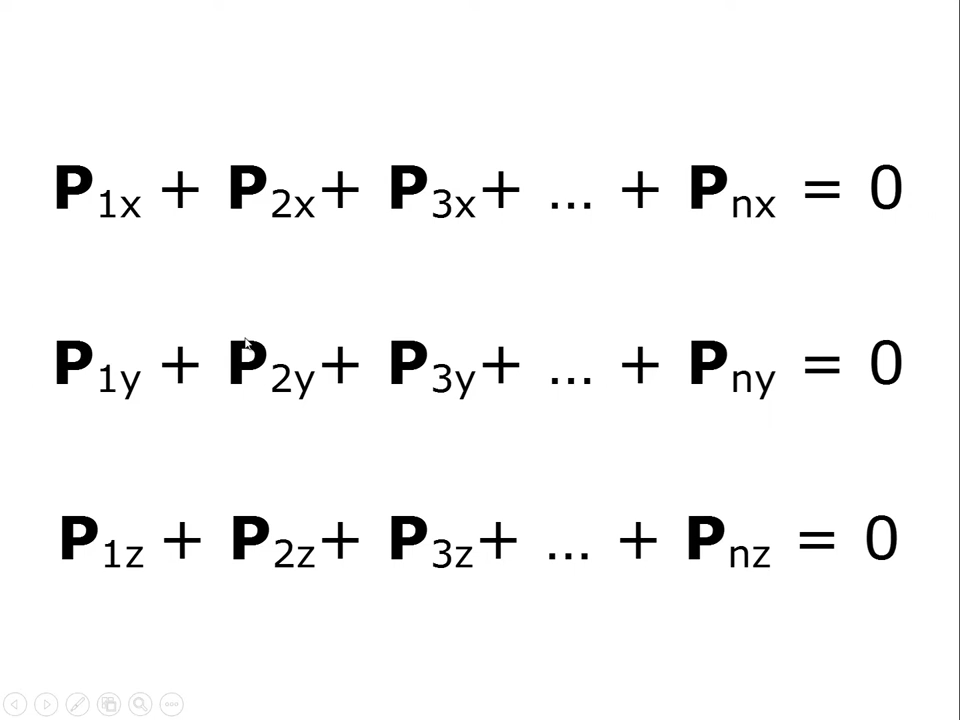 P₁ₓ + P₂ₓ+ P₃ₓ+ ... + Pₙₓ = 0
P1y + P2y+ P3y+ ... + Pny = 0
P1z + P2z+ P3z+ ... + Pnz = 0